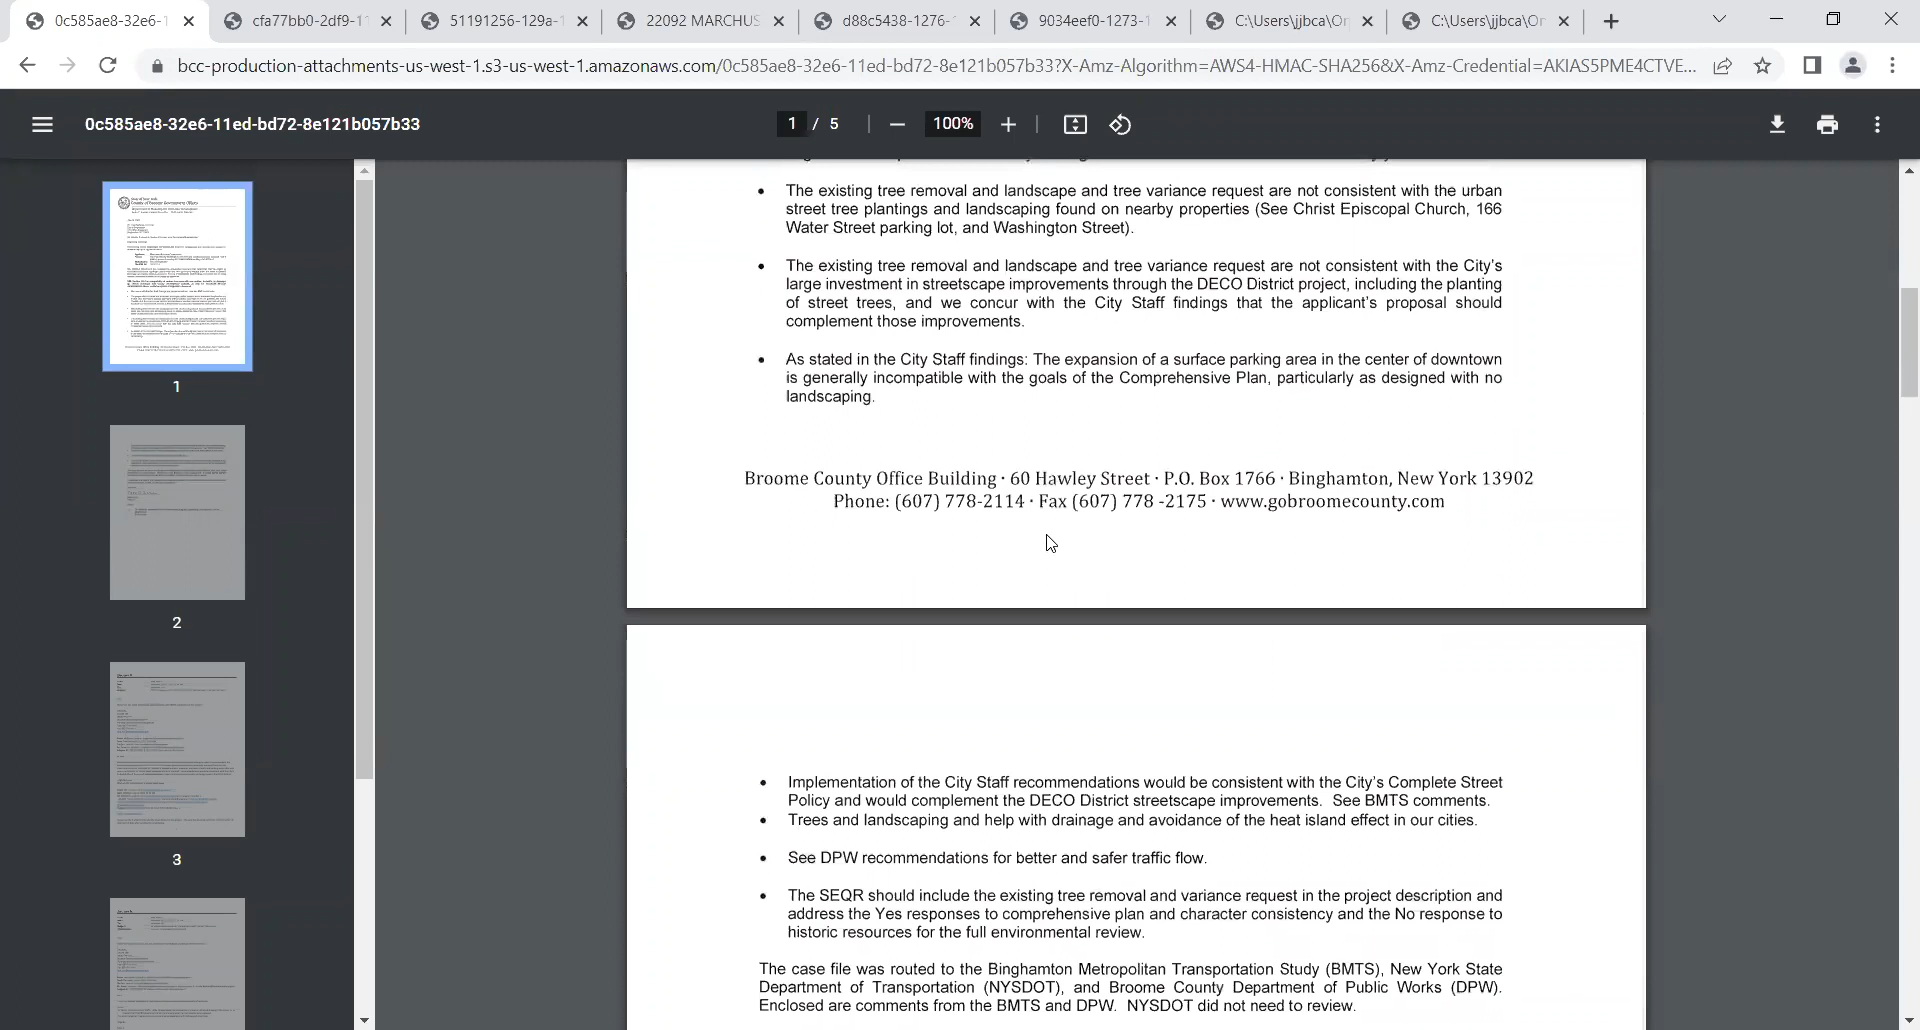 0c585ae8-32e6-1
cfa77bb0-2df9-11
51191256-129a-1
22092 MARCHUS
d88c5438-1276-
9034eef0-1273-1
C:\Users\jjbca\Or
C:\Users\jjbca\Or
bcc-production-attachments-us-west-1.s3-us-west-1.amazonaws.com/0c585ae8-32e6-11ed-bd72-8e121b057b33?X-Amz-Algorithm=AWS4-HMAC-SHA256&X-Amz-Credential=AKIAS5PME4CTVE...
0c585ae8-32e6-11ed-bd72-8e121b057b33
1 / 5
100%
• The existing tree removal and landscape and tree variance request are not consistent with the urban
street tree plantings and landscaping found on nearby properties (See Christ Episcopal Church, 166
Water Street parking lot, and Washington Street).
• The existing tree removal and landscape and tree variance request are not consistent with the City's
large investment in streetscape improvements through the DECO District project, including the planting
of street trees, and we concur with the City Staff findings that the applicant's proposal should
complement those improvements.
• As stated in the City Staff findings: The expansion of a surface parking area in the center of downtown
is generally incompatible with the goals of the Comprehensive Plan, particularly as designed with no
landscaping.
Broome County Office Building · 60 Hawley Street · P.O. Box 1766 · Binghamton, New York 13902
Phone: (607) 778-2114 · Fax (607) 778 -2175 · www.gobroomecounty.com
• Implementation of the City Staff recommendations would be consistent with the City's Complete Street
Policy and would complement the DECO District streetscape improvements. See BMTS comments.
• Trees and landscaping and help with drainage and avoidance of the heat island effect in our cities.
• See DPW recommendations for better and safer traffic flow.
• The SEQR should include the existing tree removal and variance request in the project description and
address the Yes responses to comprehensive plan and character consistency and the No response to
historic resources for the full environmental review.
The case file was routed to the Binghamton Metropolitan Transportation Study (BMTS), New York State
Department of Transportation (NYSDOT), and Broome County Department of Public Works (DPW).
Enclosed are comments from the BMTS and DPW. NYSDOT did not need to review.
1
2
3